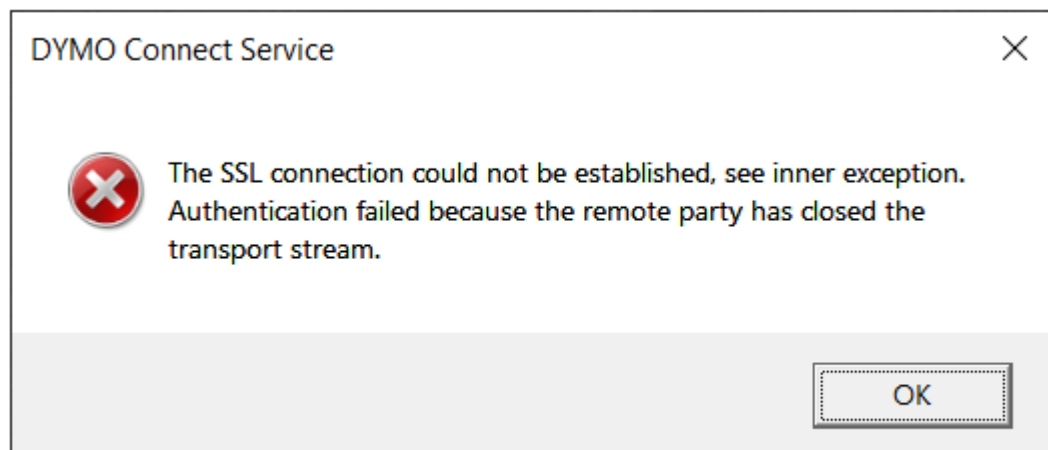 DYMO Connect Service
The SSL connection could not be established, see inner exception.
Authentication failed because the remote party has closed the
transport stream.
OK